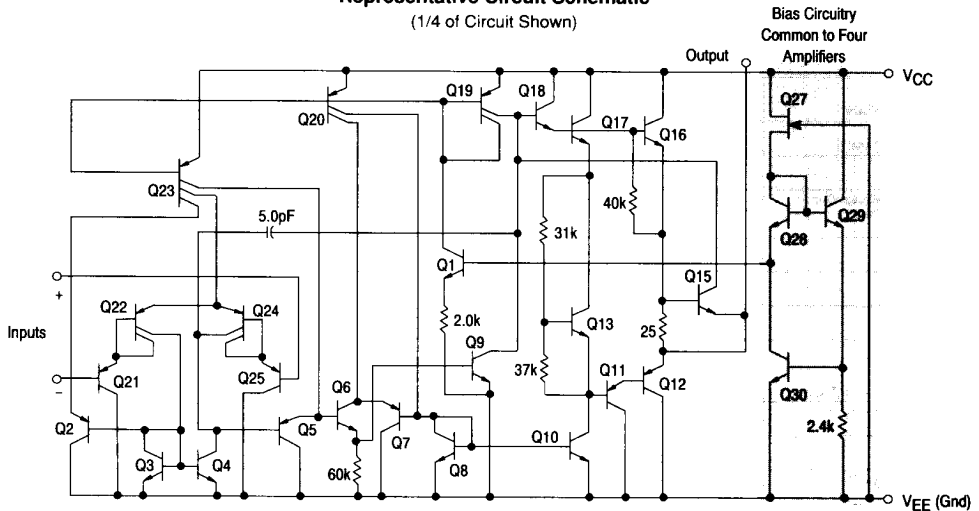 Representative Circuit Schematic
(1/4 of Circuit Shown)
Bias Circuitry
Common to Four
Amplifiers
Output
VCC
Q19
Q18
Q27
Q20
Q17
Q16
Q23
40k
5.0pF
31k
Q28
Q29
Q1
Q15
+
Q22
Q24
Inputs
2.0k
Q13
25
Q9
37k
Q21
Q25
Q11
Q12
–
Q6
Q30
Q2
Q5
Q7
Q10
2.4k
Q3
Q4
60k
Q8
VEE (Gnd)